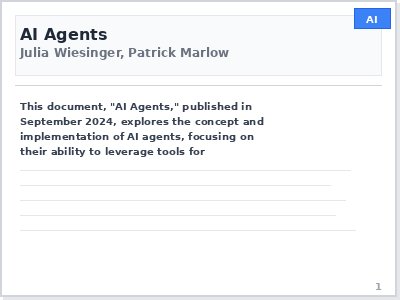 AI
AI Agents
Julia Wiesinger, Patrick Marlow
This document, "AI Agents," published in
September 2024, explores the concept and
implementation of AI agents, focusing on
their ability to leverage tools for
1